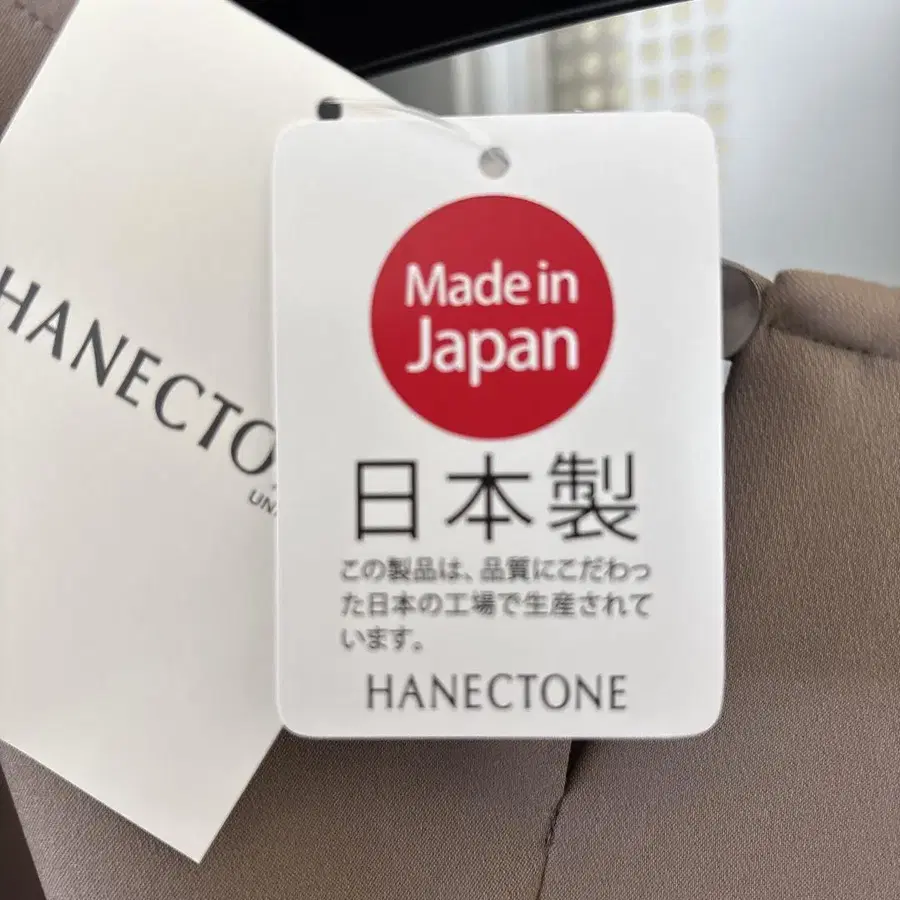 HANECTO
UN
Made in
Japan
日本製
この製品は、品質にこだわっ
た日本の工場で生産されて
います。
HANECTONE